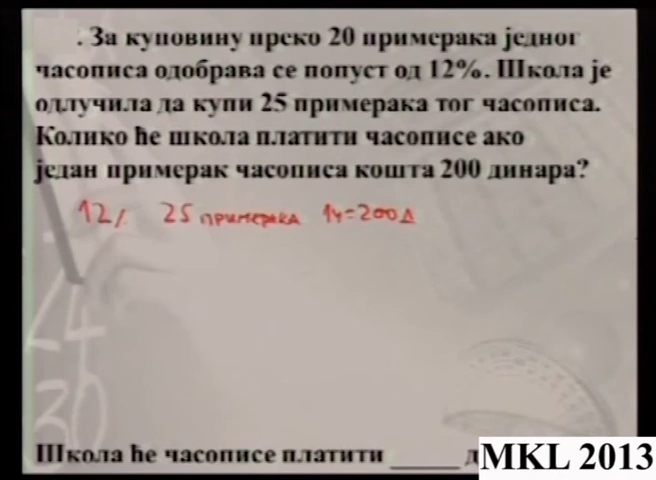 . За куповину преко 20 примерака једног
часописа одобрава се попуст од 12%. Школа је
одлучила да купи 25 примерака тог часописа.
Колико ће школа платити часописе ако
један примерак часописа кошта 200 динара?
12% 25 примерака 1ч=200д
Школа ће часописе платити _____ д
MKL 2013